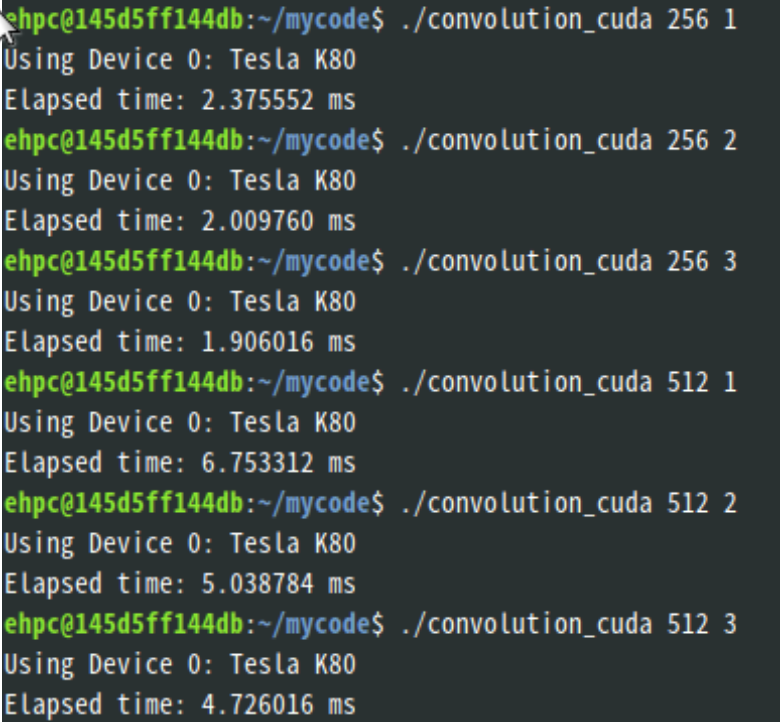 ehpc@145d5ff144db:~/mycode$ ./convolution_cuda 256 1
Using Device 0: Tesla K80
Elapsed time: 2.375552 ms
ehpc@145d5ff144db:~/mycode$ ./convolution_cuda 256 2
Using Device 0: Tesla K80
Elapsed time: 2.009760 ms
ehpc@145d5ff144db:~/mycode$ ./convolution_cuda 256 3
Using Device 0: Tesla K80
Elapsed time: 1.906016 ms
ehpc@145d5ff144db:~/mycode$ ./convolution_cuda 512 1
Using Device 0: Tesla K80
Elapsed time: 6.753312 ms
ehpc@145d5ff144db:~/mycode$ ./convolution_cuda 512 2
Using Device 0: Tesla K80
Elapsed time: 5.038784 ms
ehpc@145d5ff144db:~/mycode$ ./convolution_cuda 512 3
Using Device 0: Tesla K80
Elapsed time: 4.726016 ms